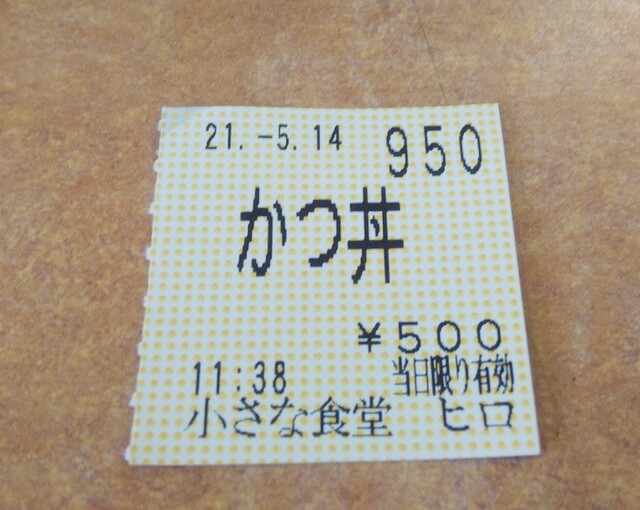 21.-5.14 950
かつ丼
¥500
11:38 当日限り有効
小さな食堂 ヒロ